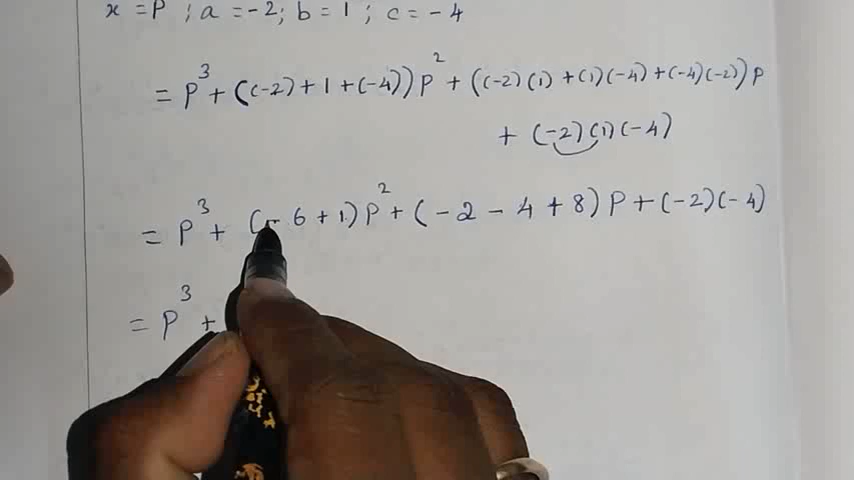 x = P ; a = -2; b = 1 ; c = -4
= P³ + ((-2) + 1 + (-4)) P² + ((-2)(1) + (1)(-4) + (-4)(-2)) P
+ (-2)(1)(-4)
= P³ + (-6 + 1) P² + (-2 - 4 + 8) P + (-2)(-4)
= P³ +